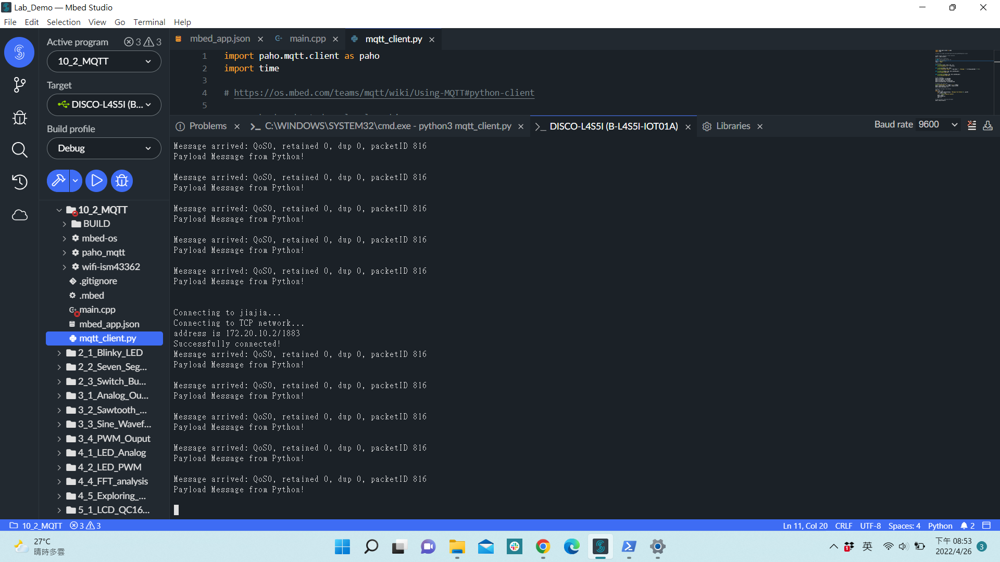 Lab_Demo — Mbed Studio
File Edit Selection View Go Terminal Help
Active program 3 3
10_2_MQTT
Target
DISCO-L4S5I (B...
Build profile
Debug
10_2_MQTT
BUILD
mbed-os
paho_mqtt
wifi-ism43362
.gitignore
.mbed
main.cpp
mbed_app.json
mqtt_client.py
2_1_Blinky_LED
2_2_Seven_Seg...
2_3_Switch_Bu...
3_1_Analog_Ou...
3_2_Sawtooth_...
3_3_Sine_Wavef...
3_4_PWM_Ouput
4_1_LED_Analog
4_2_LED_PWM
4_4_FFT_analysis
4_5_Exploring_...
5_1_LCD_QC16...
mbed_app.json main.cpp mqtt_client.py
1 import paho.mqtt.client as paho
2 import time
3
4 # https://os.mbed.com/teams/mqtt/wiki/Using-MQTT#python-client
5
Problems C:\WINDOWS\SYSTEM32\cmd.exe - python3 mqtt_client.py DISCO-L4S5I (B-L4S5I-IOT01A) Libraries Baud rate 9600
Message arrived: QoS0, retained 0, dup 0, packetID 816
Payload Message from Python!
Message arrived: QoS0, retained 0, dup 0, packetID 816
Payload Message from Python!
Message arrived: QoS0, retained 0, dup 0, packetID 816
Payload Message from Python!
Message arrived: QoS0, retained 0, dup 0, packetID 816
Payload Message from Python!
Message arrived: QoS0, retained 0, dup 0, packetID 816
Payload Message from Python!
Connecting to jiajia...
Connecting to TCP network...
address is 172.20.10.2/1883
Successfully connected!
Message arrived: QoS0, retained 0, dup 0, packetID 816
Payload Message from Python!
Message arrived: QoS0, retained 0, dup 0, packetID 816
Payload Message from Python!
Message arrived: QoS0, retained 0, dup 0, packetID 816
Payload Message from Python!
Message arrived: QoS0, retained 0, dup 0, packetID 816
Payload Message from Python!
Message arrived: QoS0, retained 0, dup 0, packetID 816
Payload Message from Python!
10_2_MQTT 3 3 Ln 11, Col 20 CRLF UTF-8 Spaces: 4 Python 2
27°C
晴時多雲
1 英 下午 08:53
2022/4/26 3